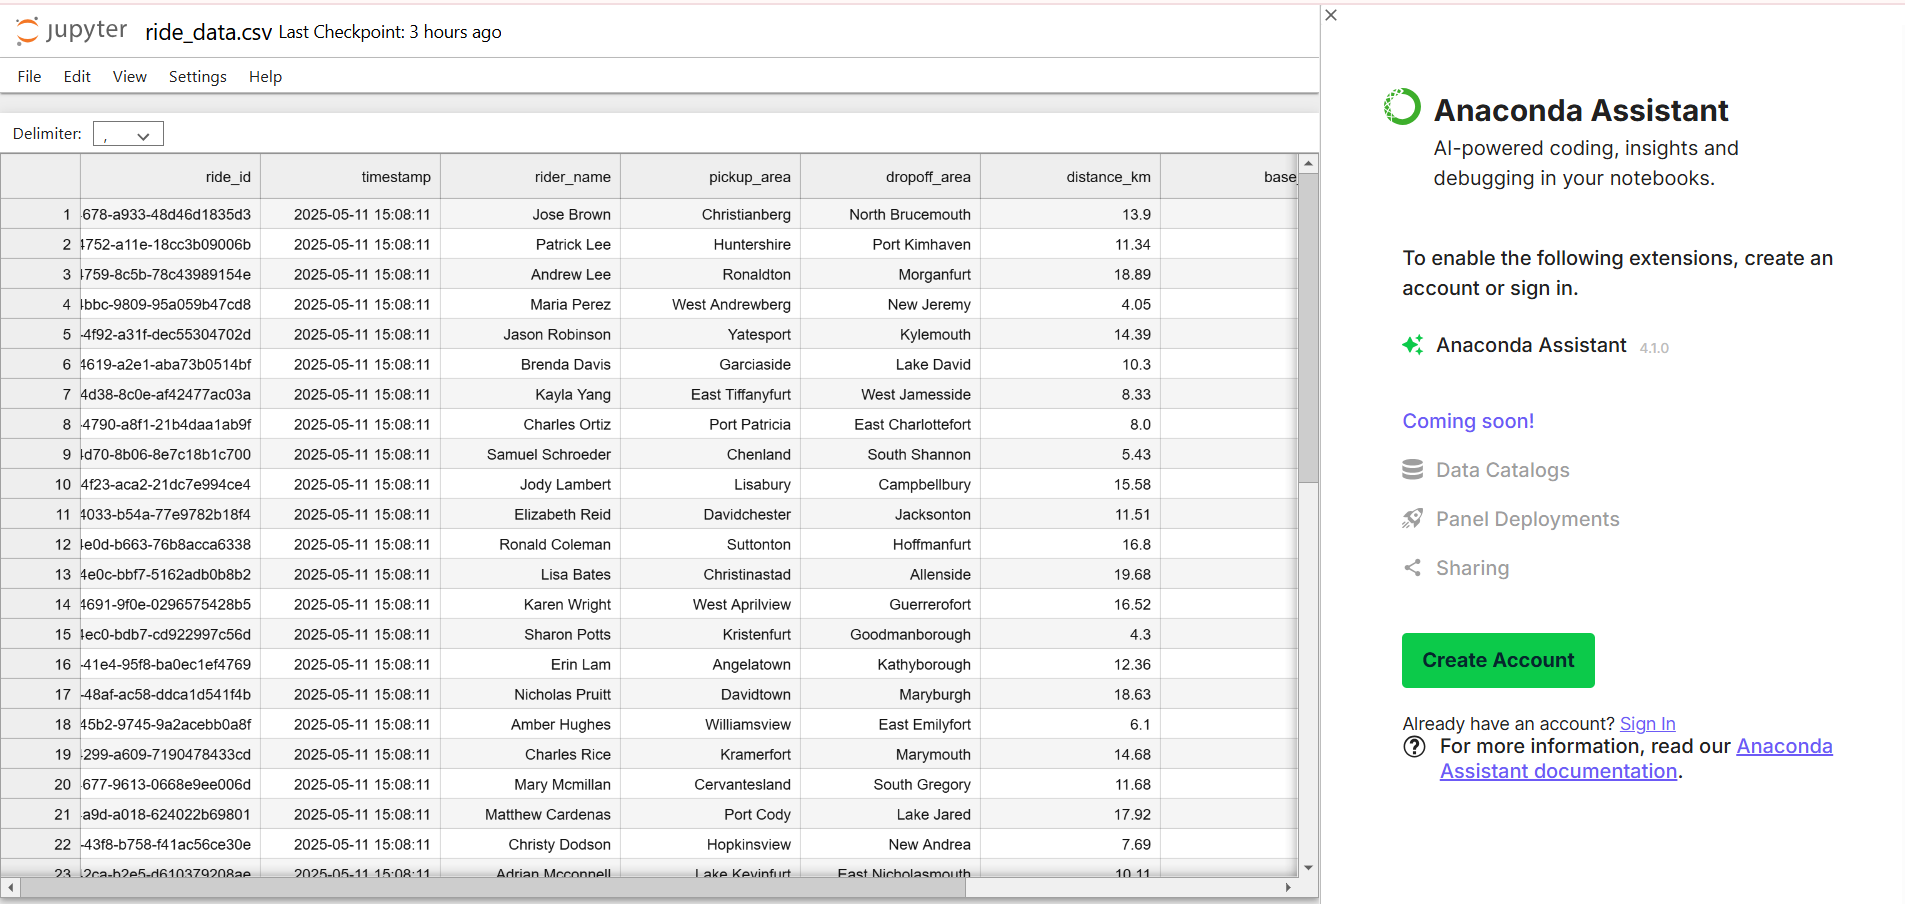 jupyter ride_data.csv Last Checkpoint: 3 hours ago
File Edit View Settings Help
Delimiter: ,
ride_id timestamp rider_name pickup_area dropoff_area distance_km base_
1 678-a933-48d46d1835d3 2025-05-11 15:08:11 Jose Brown Christianberg North Brucemouth 13.9
2 4752-a11e-18cc3b09006b 2025-05-11 15:08:11 Patrick Lee Huntershire Port Kimhaven 11.34
3 4759-8c5b-78c43989154e 2025-05-11 15:08:11 Andrew Lee Ronaldton Morganfurt 18.89
4 bbc-9809-95a059b47cd8 2025-05-11 15:08:11 Maria Perez West Andrewberg New Jeremy 4.05
5 -4f92-a31f-dec55304702d 2025-05-11 15:08:11 Jason Robinson Yatesport Kylemouth 14.39
6 4619-a2e1-aba73b0514bf 2025-05-11 15:08:11 Brenda Davis Garciaside Lake David 10.3
7 4d38-8c0e-af42477ac03a 2025-05-11 15:08:11 Kayla Yang East Tiffanyfurt West Jamesside 8.33
8 -4790-a8f1-21b4daa1ab9f 2025-05-11 15:08:11 Charles Ortiz Port Patricia East Charlottefort 8.0
9 d70-8b06-8e7c18b1c700 2025-05-11 15:08:11 Samuel Schroeder Chenland South Shannon 5.43
10 4f23-aca2-21dc7e994ce4 2025-05-11 15:08:11 Jody Lambert Lisabury Campbellbury 15.58
11 4033-b54a-77e9782b18f4 2025-05-11 15:08:11 Elizabeth Reid Davidchester Jacksonton 11.51
12 e0d-b663-76b8acca6338 2025-05-11 15:08:11 Ronald Coleman Suttonton Hoffmanfurt 16.8
13 4e0c-bbf7-5162adb0b8b2 2025-05-11 15:08:11 Lisa Bates Christinastad Allenside 19.68
14 4691-9f0e-0296575428b5 2025-05-11 15:08:11 Karen Wright West Aprilview Guerrerofort 16.52
15 ec0-bdb7-cd922997c56d 2025-05-11 15:08:11 Sharon Potts Kristenfurt Goodmanborough 4.3
16 -41e4-95f8-ba0ec1ef4769 2025-05-11 15:08:11 Erin Lam Angelatown Kathyborough 12.36
17 -48af-ac58-ddca1d541f4b 2025-05-11 15:08:11 Nicholas Pruitt Davidtown Maryburgh 18.63
18 45b2-9745-9a2acebb0a8f 2025-05-11 15:08:11 Amber Hughes Williamsview East Emilyfort 6.1
19 299-a609-7190478433cd 2025-05-11 15:08:11 Charles Rice Kramerfort Marymouth 14.68
20 677-9613-0668e9ee006d 2025-05-11 15:08:11 Mary Mcmillan Cervantesland South Gregory 11.68
21 a9d-a018-624022b69801 2025-05-11 15:08:11 Matthew Cardenas Port Cody Lake Jared 17.92
22 -43f8-b758-f41ac56ce30e 2025-05-11 15:08:11 Christy Dodson Hopkinsview New Andrea 7.69
23 2ca-b2e5-d610379208ae 2025-05-11 15:08:11 Adrian Mcconnell Lake Kevinfurt East Nicholasmouth 10.11
Anaconda Assistant
AI-powered coding, insights and
debugging in your notebooks.
To enable the following extensions, create an
account or sign in.
Anaconda Assistant 4.1.0
Coming soon!
Data Catalogs
Panel Deployments
Sharing
Create Account
Already have an account? Sign In
For more information, read our Anaconda
Assistant documentation.